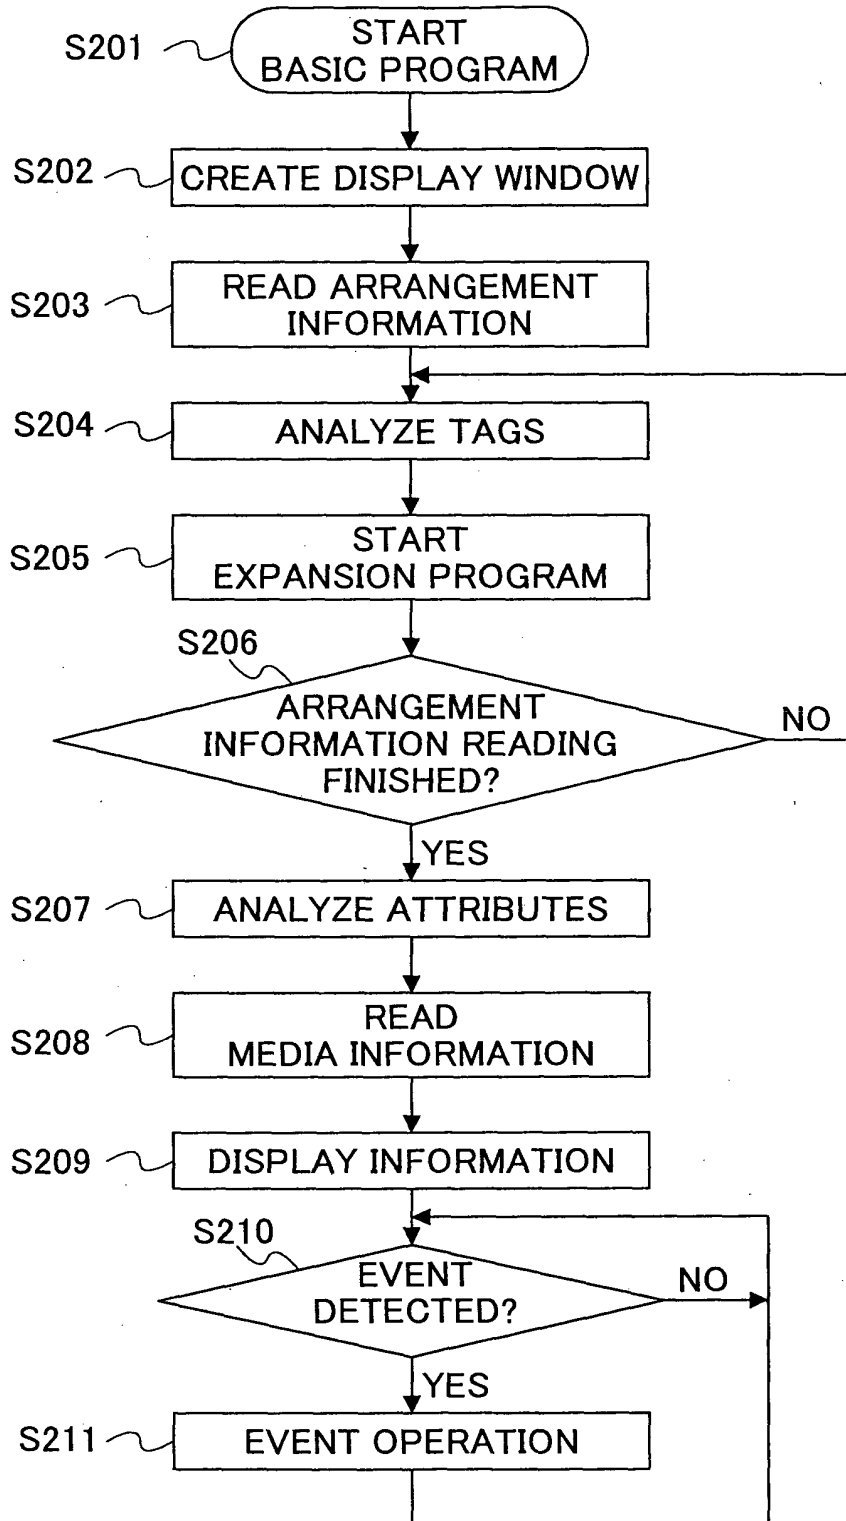 S201
START
BASIC PROGRAM
S202
CREATE DISPLAY WINDOW
S203
READ ARRANGEMENT
INFORMATION
S204
ANALYZE TAGS
S205
START
EXPANSION PROGRAM
S206
ARRANGEMENT
INFORMATION READING
FINISHED?
NO
YES
S207
ANALYZE ATTRIBUTES
S208
READ
MEDIA INFORMATION
S209
DISPLAY INFORMATION
S210
EVENT
DETECTED?
NO
YES
S211
EVENT OPERATION